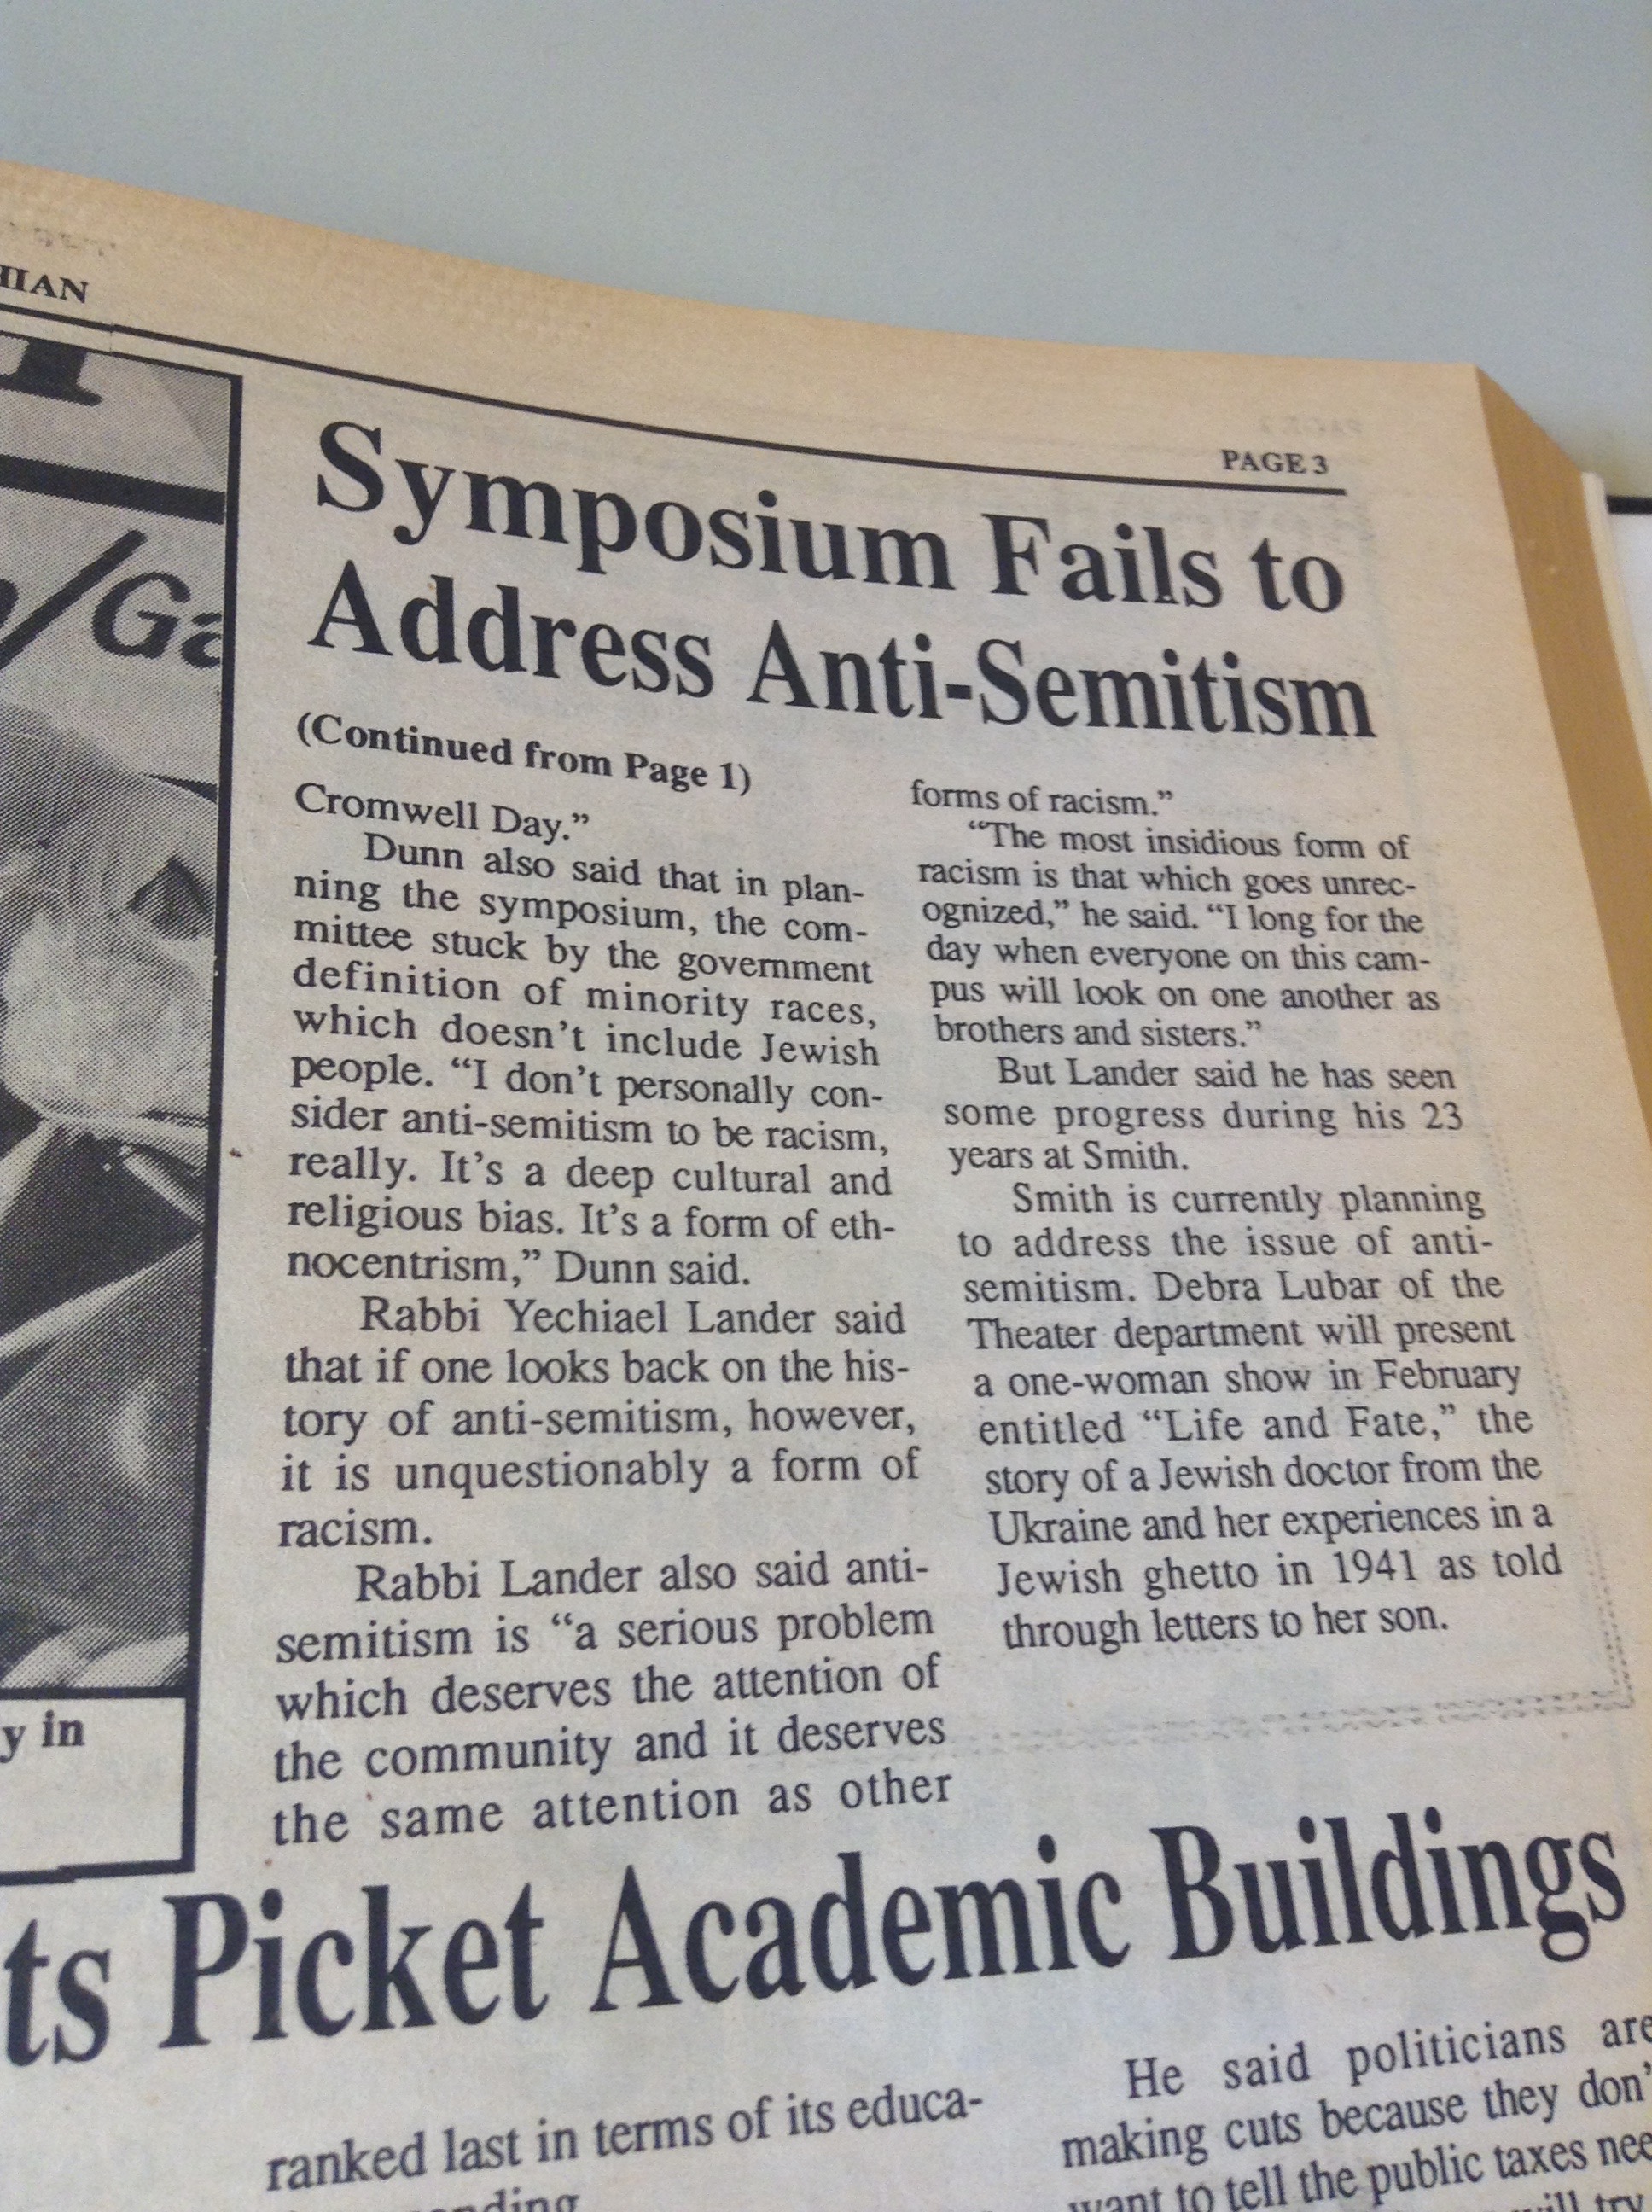 HIAN
PAGE 3
/Ga
y in
Symposium Fails to
Address Anti-Semitism
(Continued from Page 1)
Cromwell Day.”
Dunn also said that in plan-
ning the symposium, the com-
mittee stuck by the government
definition of minority races,
which doesn’t include Jewish
people. “I don’t personally con-
sider anti-semitism to be racism,
really. It’s a deep cultural and
religious bias. It’s a form of eth-
nocentrism,” Dunn said.
Rabbi Yechiael Lander said
that if one looks back on the his-
tory of anti-semitism, however,
it is unquestionably a form of
racism.
Rabbi Lander also said anti-
semitism is “a serious problem
which deserves the attention of
the community and it deserves
the same attention as other
forms of racism.”
“The most insidious form of
racism is that which goes unrec-
ognized,” he said. “I long for the
day when everyone on this cam-
pus will look on one another as
brothers and sisters.”
But Lander said he has seen
some progress during his 23
years at Smith.
Smith is currently planning
to address the issue of anti-
semitism. Debra Lubar of the
Theater department will present
a one-woman show in February
entitled “Life and Fate,” the
story of a Jewish doctor from the
Ukraine and her experiences in a
Jewish ghetto in 1941 as told
through letters to her son.
ts Picket Academic Buildings
ranked last in terms of its educa-
He said politicians are
making cuts because they don’
want to tell the public taxes nee
will try